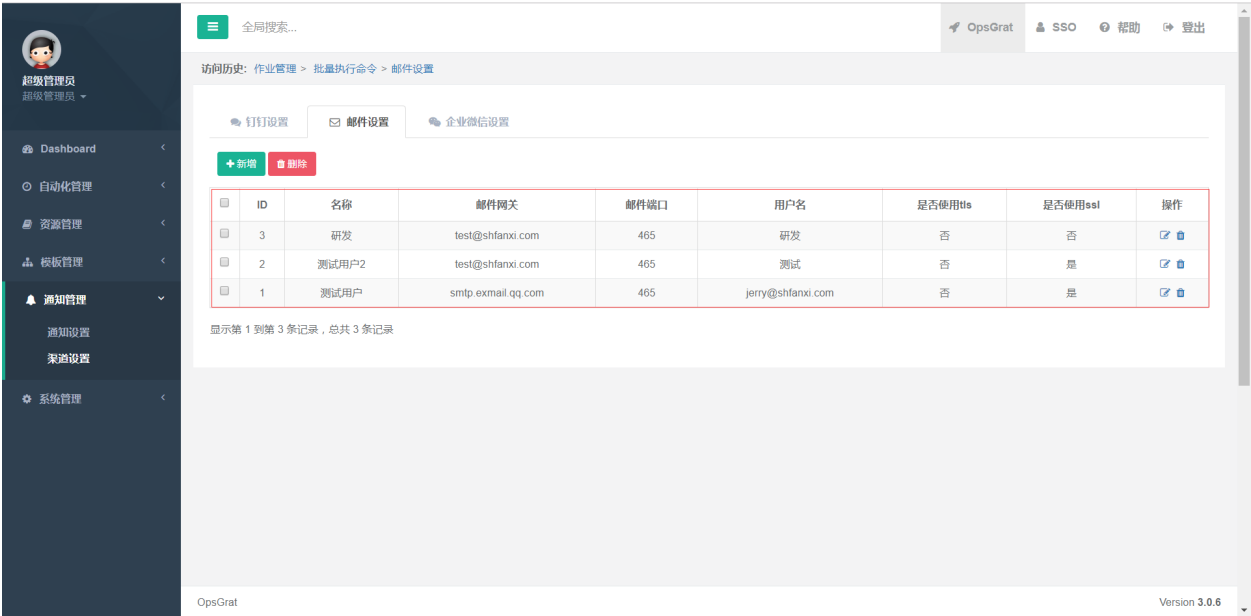 超级管理员
超级管理员
Dashboard
自动化管理
资源管理
模板管理
通知管理
通知设置
渠道设置
系统管理
全局搜索...
OpsGrat SSO 帮助 登出
访问历史: 作业管理 > 批量执行命令 > 邮件设置
钉钉设置 邮件设置 企业微信设置
新增 删除
ID 名称 邮件网关 邮件端口 用户名 是否使用tls 是否使用ssl 操作
3 研发 test@shfanxi.com 465 研发 否 否
2 测试用户2 test@shfanxi.com 465 测试 否 是
1 测试用户 smtp.exmail.qq.com 465 jerry@shfanxi.com 否 是
显示第 1 到第 3 条记录，总共 3 条记录
OpsGrat Version 3.0.6